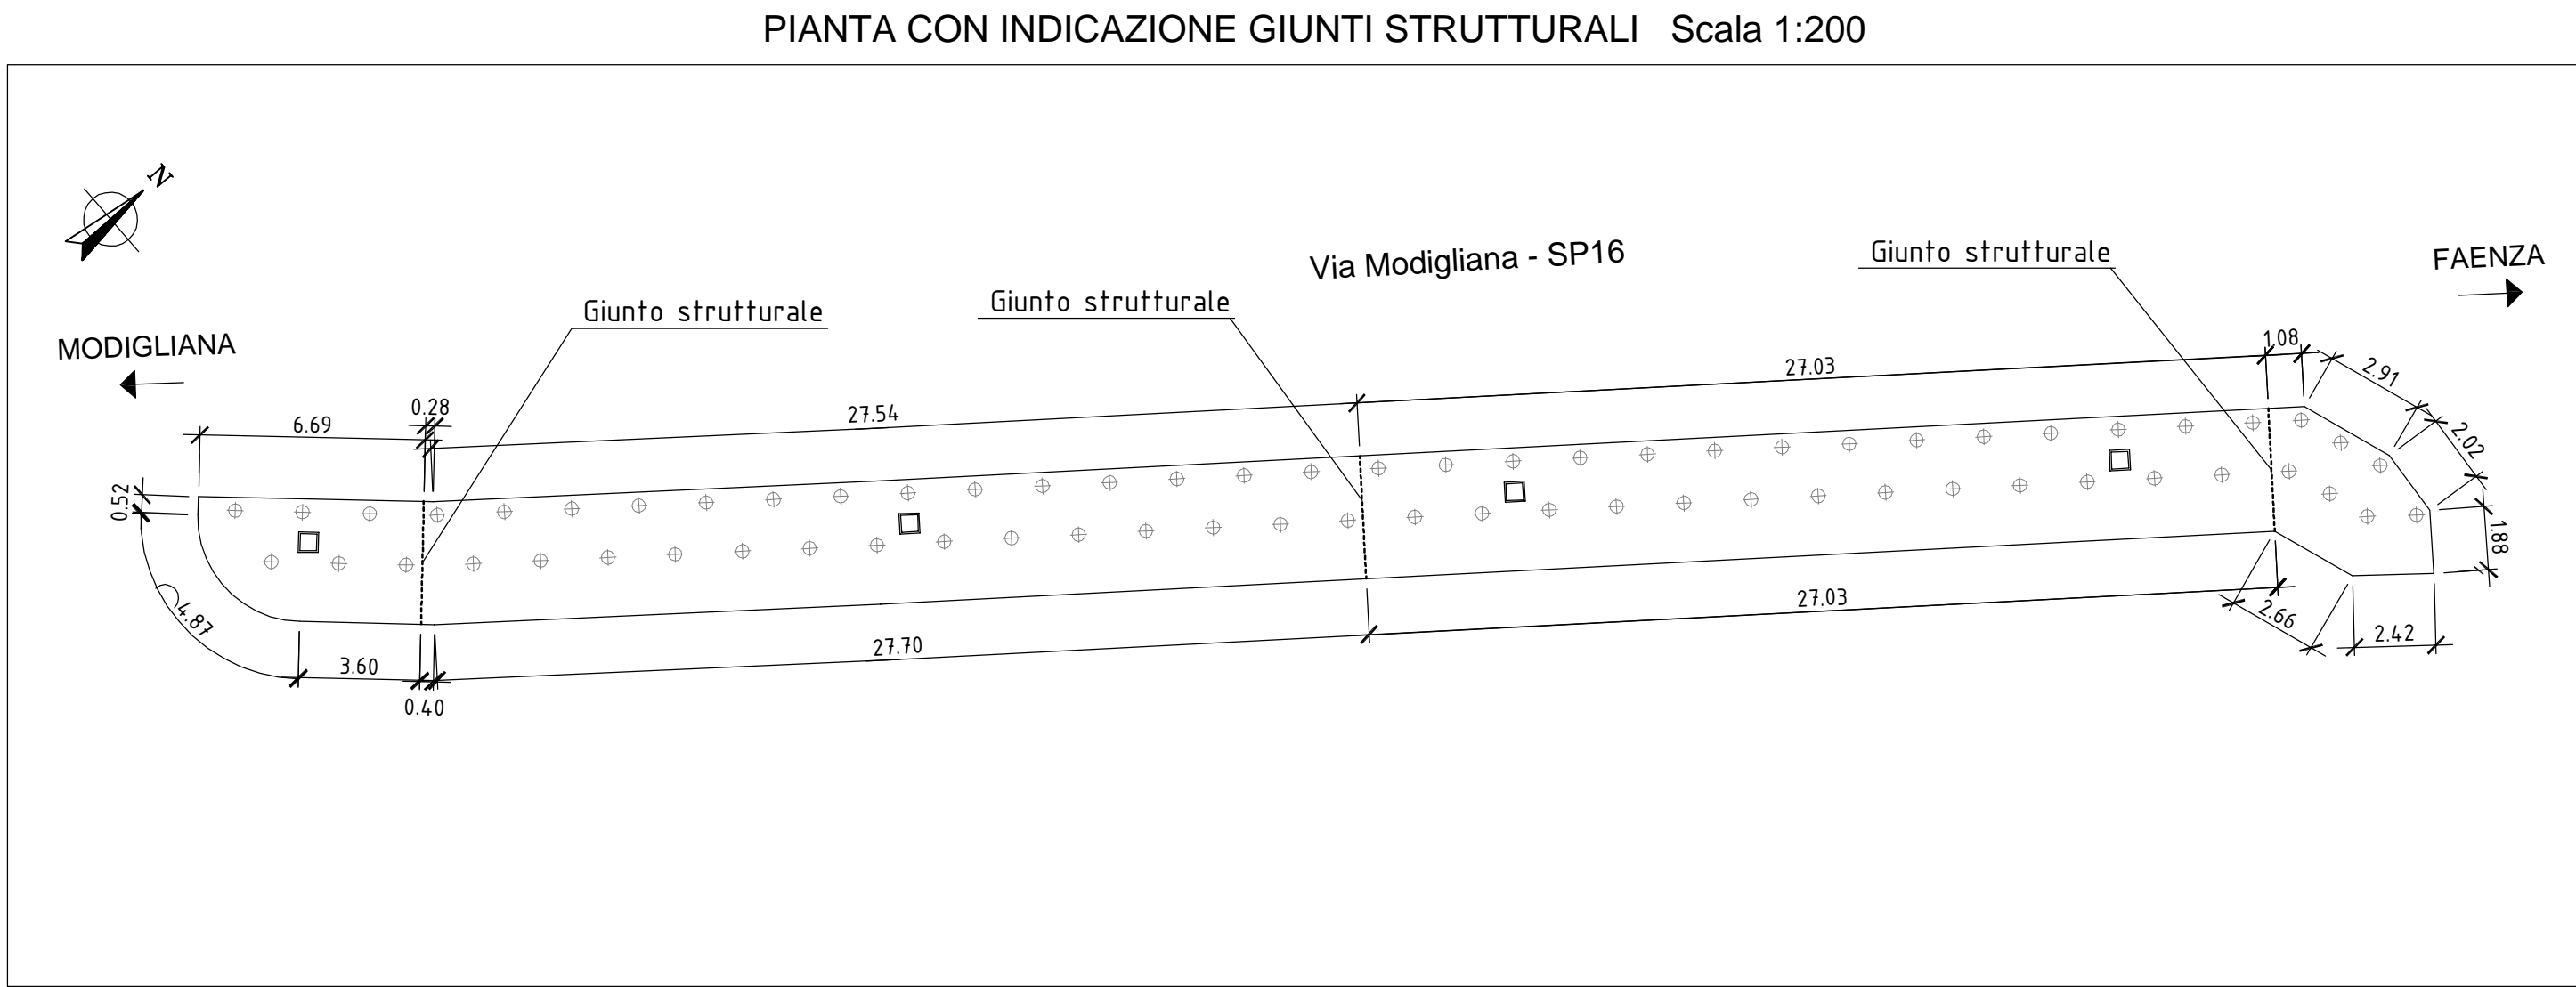 PIANTA CON INDICAZIONE GIUNTI STRUTTURALI Scala 1:200
N
Via Modigliana - SP16
Giunto strutturale
FAENZA
Giunto strutturale
Giunto strutturale
MODIGLIANA
1.08
27.03
2.91
0.28
27.54
6.69
2.02
0.52
1.88
4.87
27.03
2.66
2.42
27.70
3.60
0.40